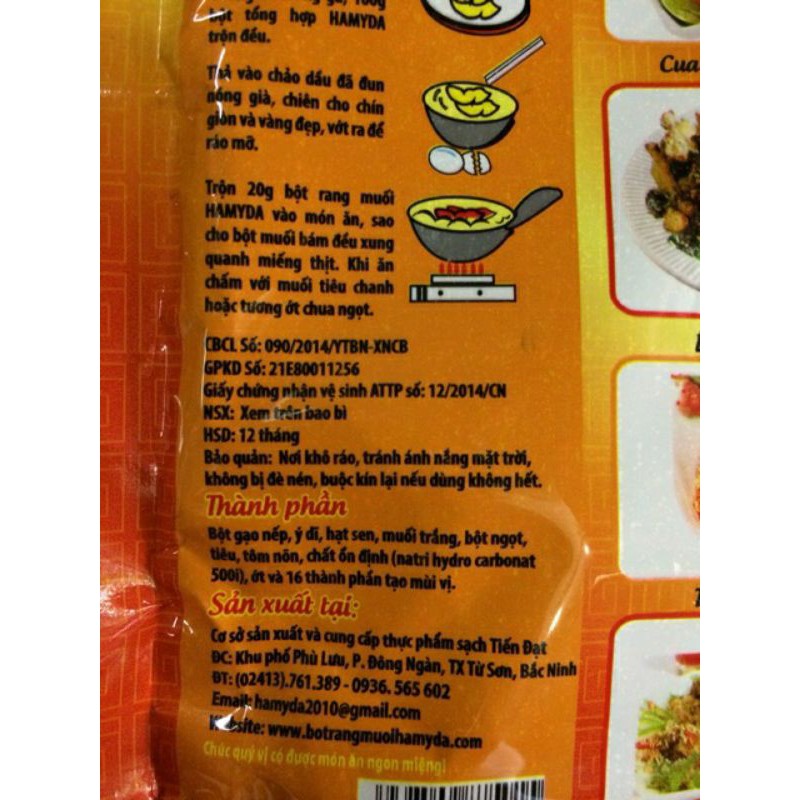 bột tổng hợp HAMYDA
trộn đều.
Thả vào chảo dầu đã đun
nóng già, chiên cho chín
giòn và vàng đẹp, vớt ra để
ráo mỡ.
Trộn 20g bột rang muối
HAMYDA vào món ăn, sao
cho bột muối bám đều xung
quanh miếng thịt. Khi ăn
chấm với muối tiêu chanh
hoặc tương ớt chua ngọt.
CBCL Số: 090/2014/YTBN-XNCB
GPKD Số: 21E80011256
Giấy chứng nhận vệ sinh ATTP số: 12/2014/CN
NSX: Xem trên bao bì
HSD: 12 tháng
Bảo quản: Nơi khô ráo, tránh ánh nắng mặt trời,
không bị đè nén, buộc kín lại nếu dùng không hết.
Thành phần
Bột gạo nếp, ý dĩ, hạt sen, muối trắng, bột ngọt,
tiêu, tôm nõn, chất ổn định (natri hydro carbonat
500i), ớt và 16 thành phần tạo mùi vị.
Sản xuất tại:
Cơ sở sản xuất và cung cấp thực phẩm sạch Tiến Đạt
ĐC: Khu phố Phù Lưu, P. Đông Ngàn, TX Từ Sơn, Bắc Ninh
ĐT: (02413).761.389 - 0936. 565 602
Email: hamyda2010@gmail.com
Website: www.botrangmuoihamyda.com
Chúc quý vị có được món ăn ngon miệng!
Cua